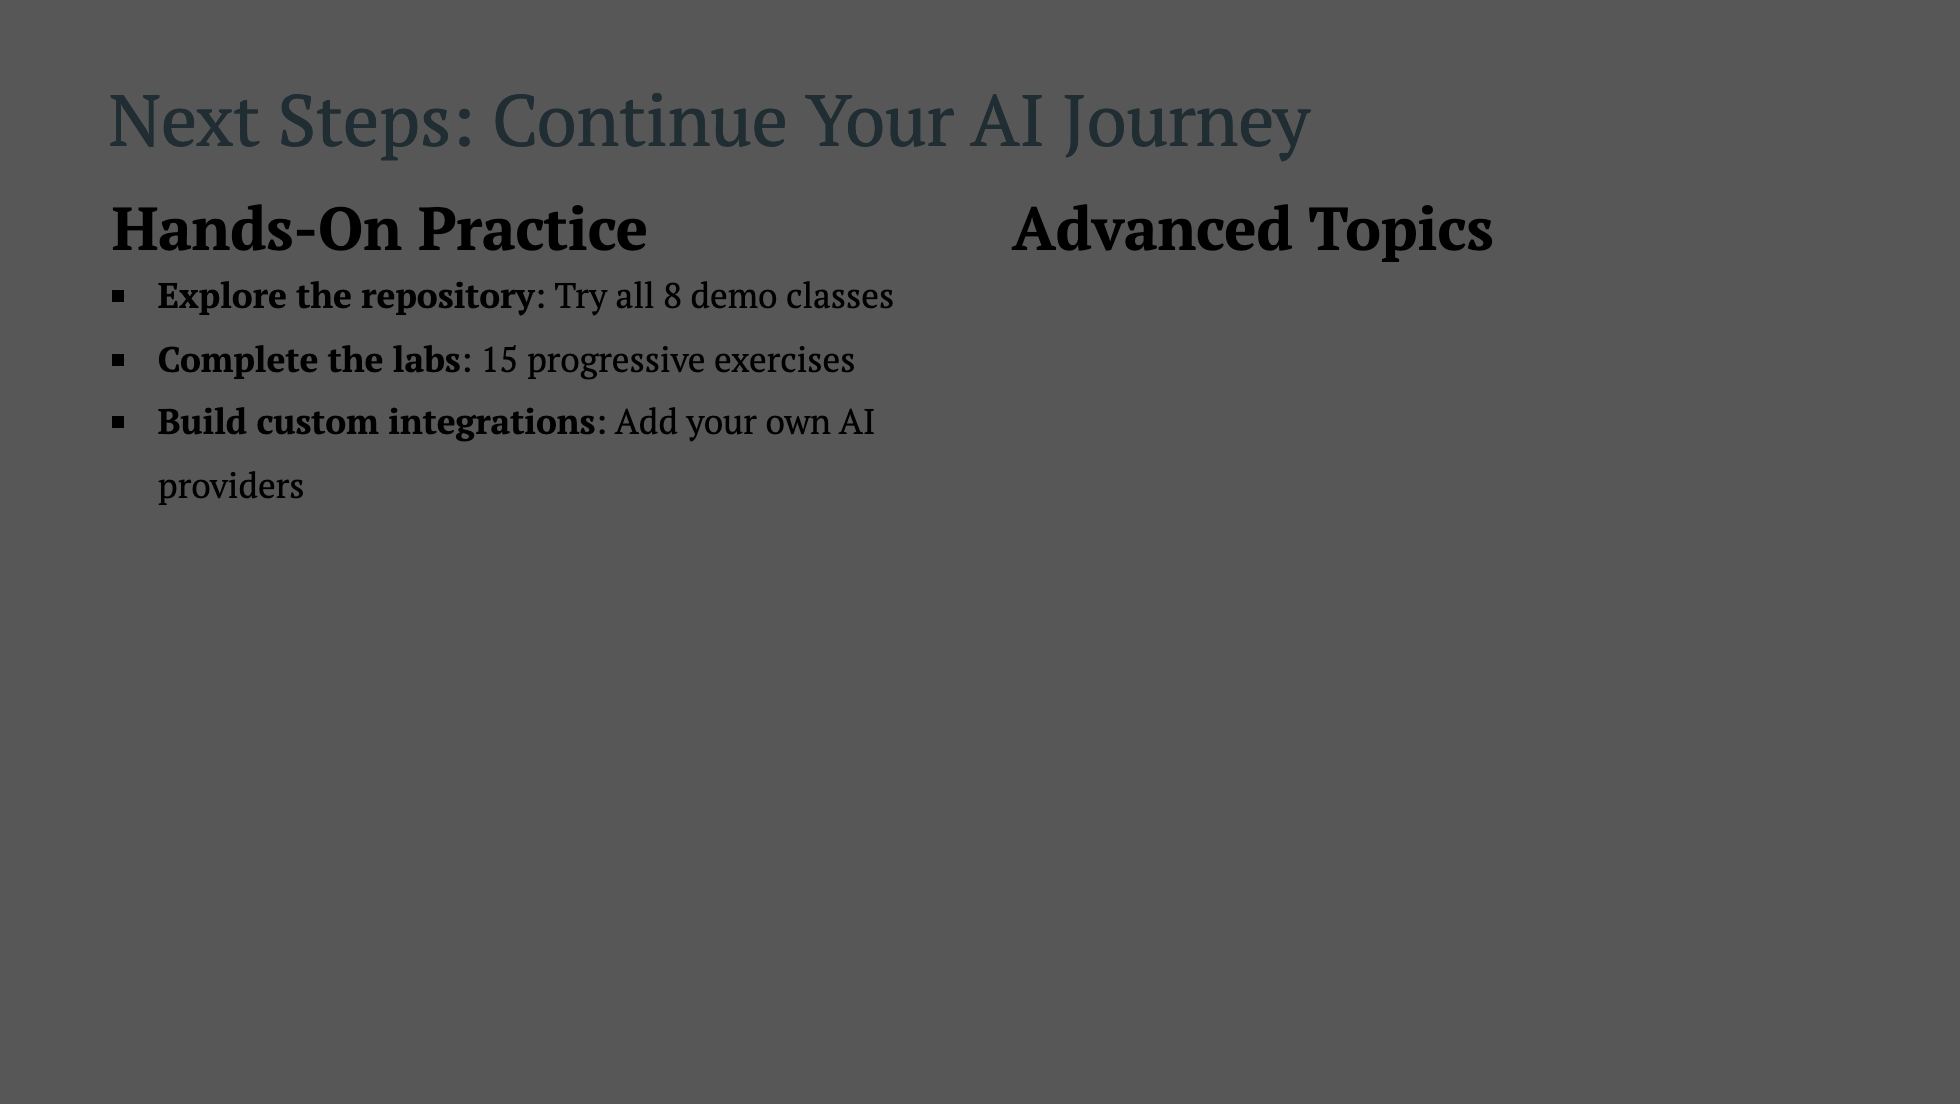 Next Steps: Continue Your AI Journey
Hands-On Practice
▪ Explore the repository: Try all 8 demo classes
▪ Complete the labs: 15 progressive exercises
▪ Build custom integrations: Add your own AI
providers
Advanced Topics